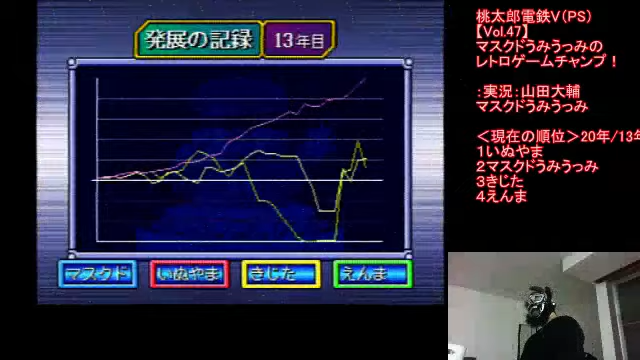 発展の記録 13年目
マスクド いぬやま きじた えんま
桃太郎電鉄V(PS)
【Vol.47】
マスクドうみうっみの
レトロゲームチャンプ!
:実況:山田大輔
マスクドうみうっみ
<現在の順位>20年/13年
1いぬやま
2マスクドうみうっみ
3きじた
4えんま